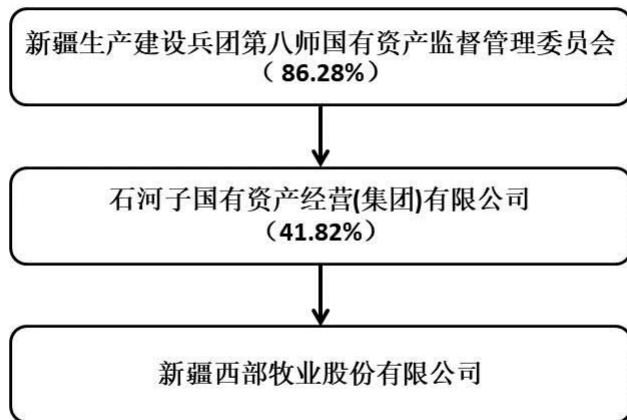 新疆生产建设兵团第八师国有资产监督管理委员会
（86.28%）
石河子国有资产经营(集团)有限公司
（41.82%）
新疆西部牧业股份有限公司